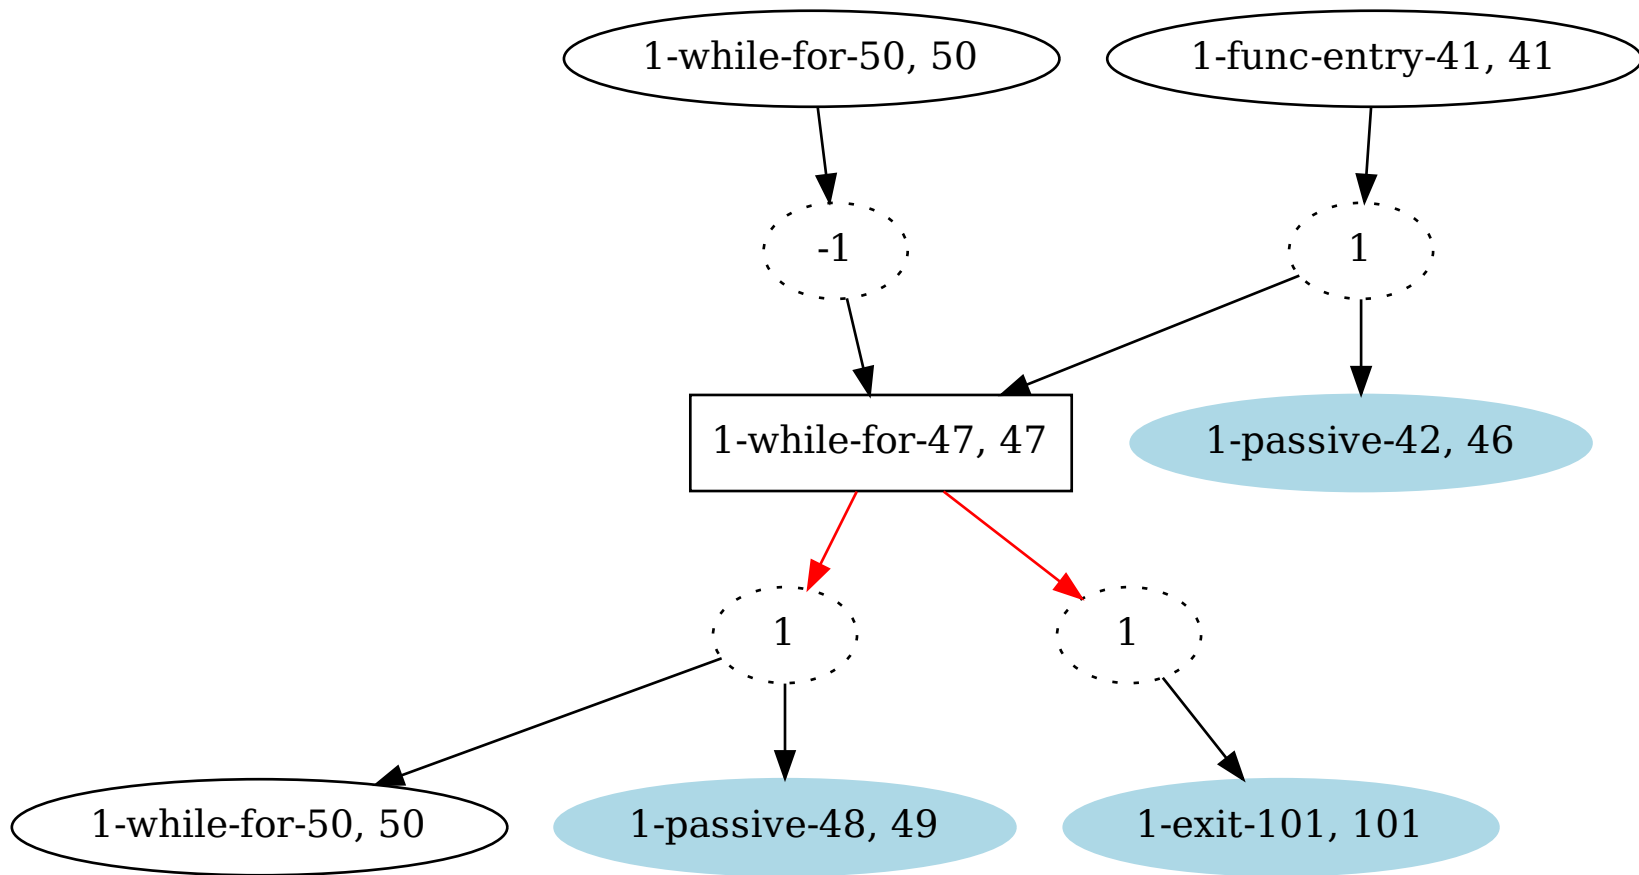 1-while-for-50, 50
1-func-entry-41, 41
-1
1
1-while-for-47, 47
1-passive-42, 46
1
1
1-while-for-50, 50
1-passive-48, 49
1-exit-101, 101